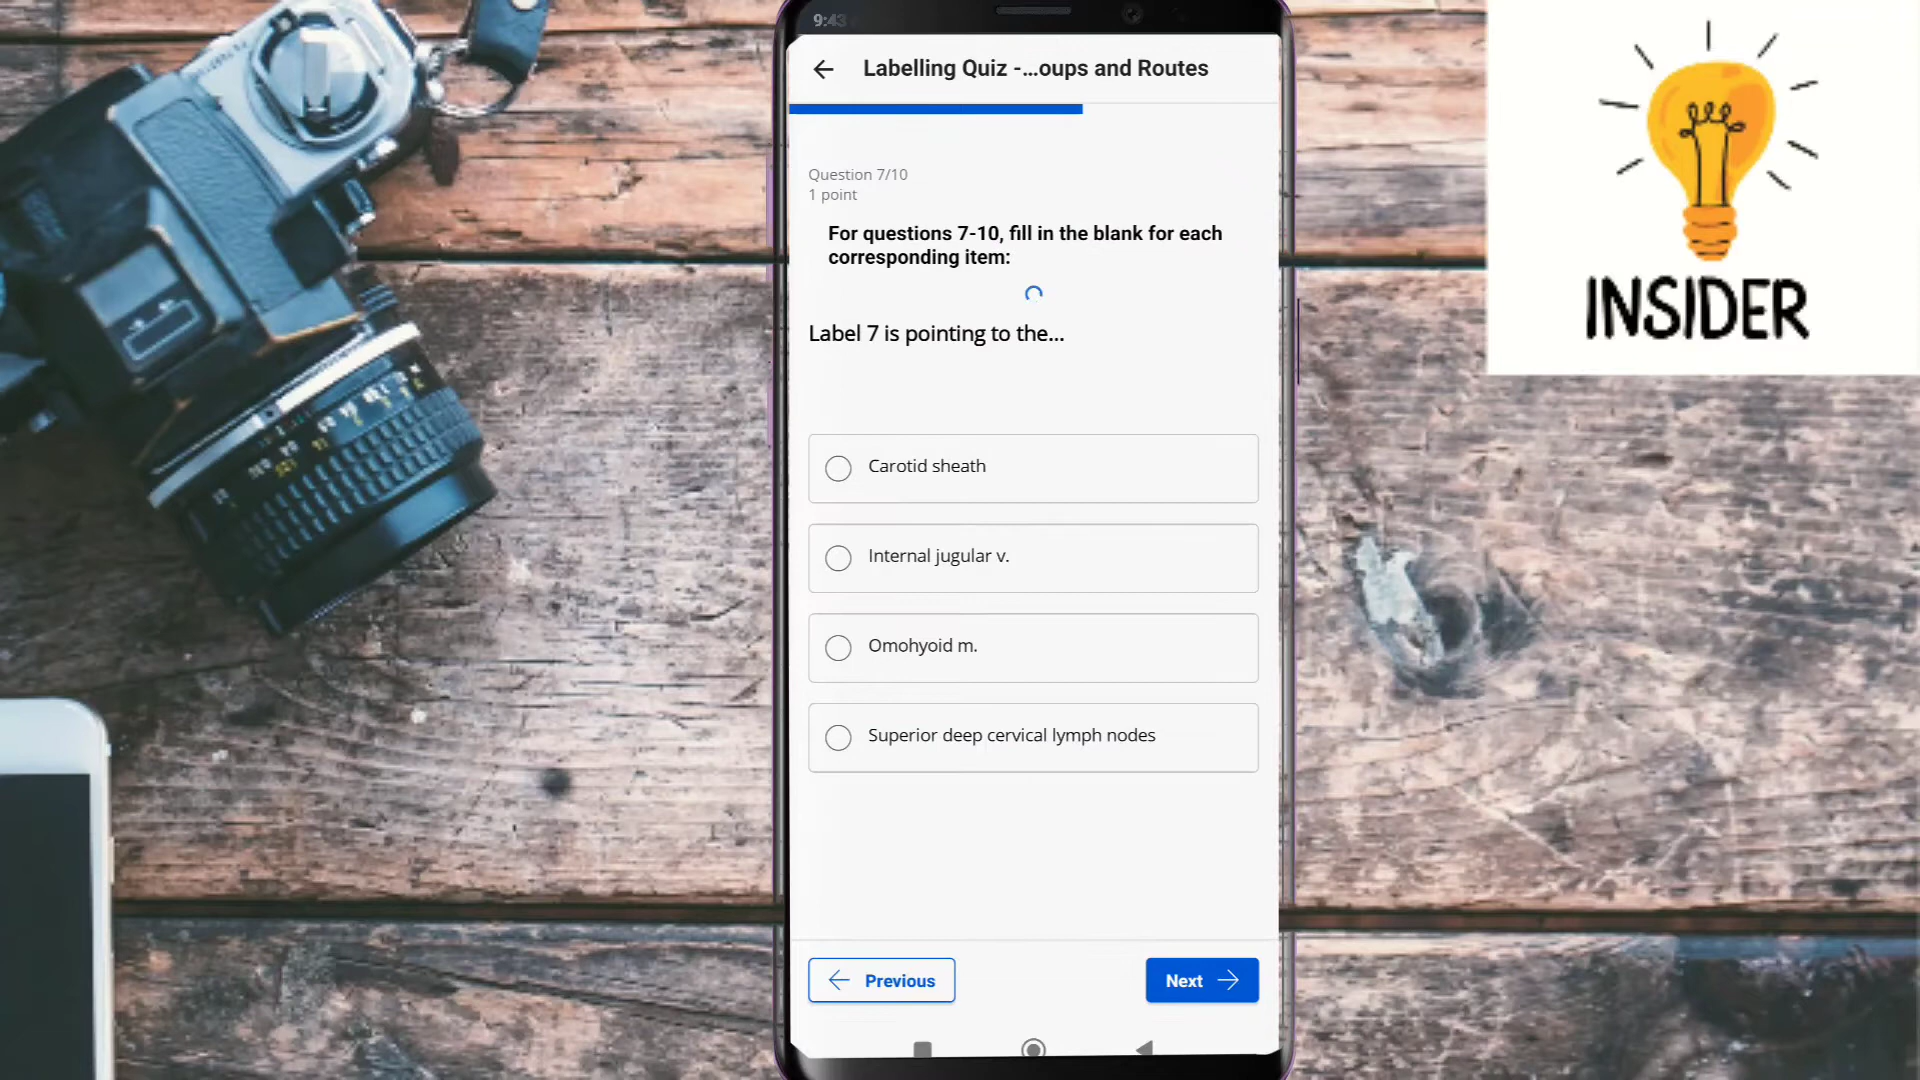 9:43
Labelling Quiz -...oups and Routes
Question 7/10
1 point
For questions 7-10, fill in the blank for each
corresponding item:
Label 7 is pointing to the...
Carotid sheath
Internal jugular v.
Omohyoid m.
Superior deep cervical lymph nodes
Previous
Next
INSIDER